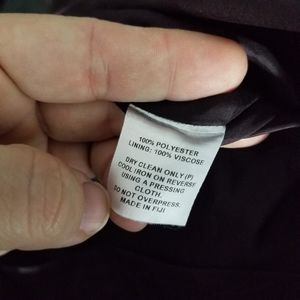 100% POLYESTER
LINING: 100% VISCOSE
DRY CLEAN ONLY (P)
COOL IRON ON REVERSE
USING A PRESSING
CLOTH.
DO NOT OVERPRESS.
MADE IN FIJI